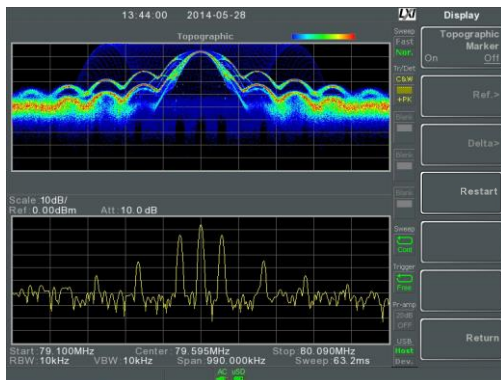 13:44:00 2014-05-28
LXI
Display
Topographic
Sweep
Fast
Nor.
Topographic
Marker
On Off
Tr/Det
C&W
+PK
Ref.>
Blank
Delta>
Blank
Blank
Restart
Scale:10dB/
Ref:0.00dBm Att:10.0 dB
Sweep
Cont
Trigger
Free
Pr-amp
20dB
OFF
USB
Host
Dev.
Return
Start:79.100MHz Center:79.595MHz Stop:80.090MHz
RBW:10kHz VBW:10kHz Span:990.000kHz Sweep:63.2ms
AC uSD